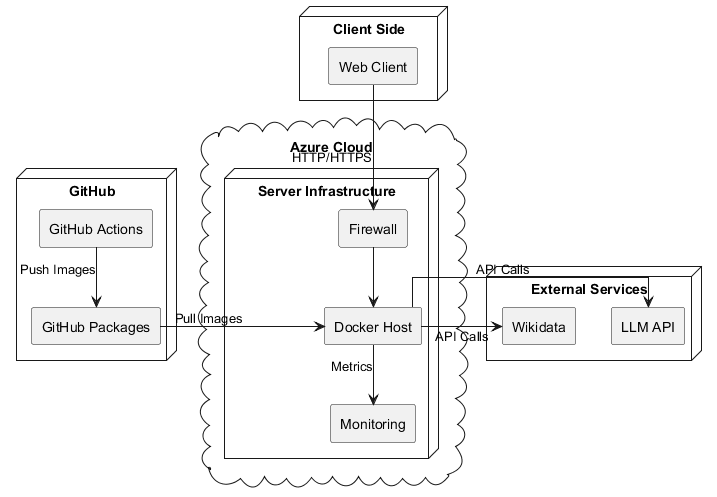 Client Side
Web Client
Azure Cloud
HTTP/HTTPS
GitHub
Server Infrastructure
GitHub Actions
Firewall
Push Images
API Calls
External Services
GitHub Packages
Pull Images
Docker Host
API Calls
Wikidata
LLM API
Metrics
Monitoring